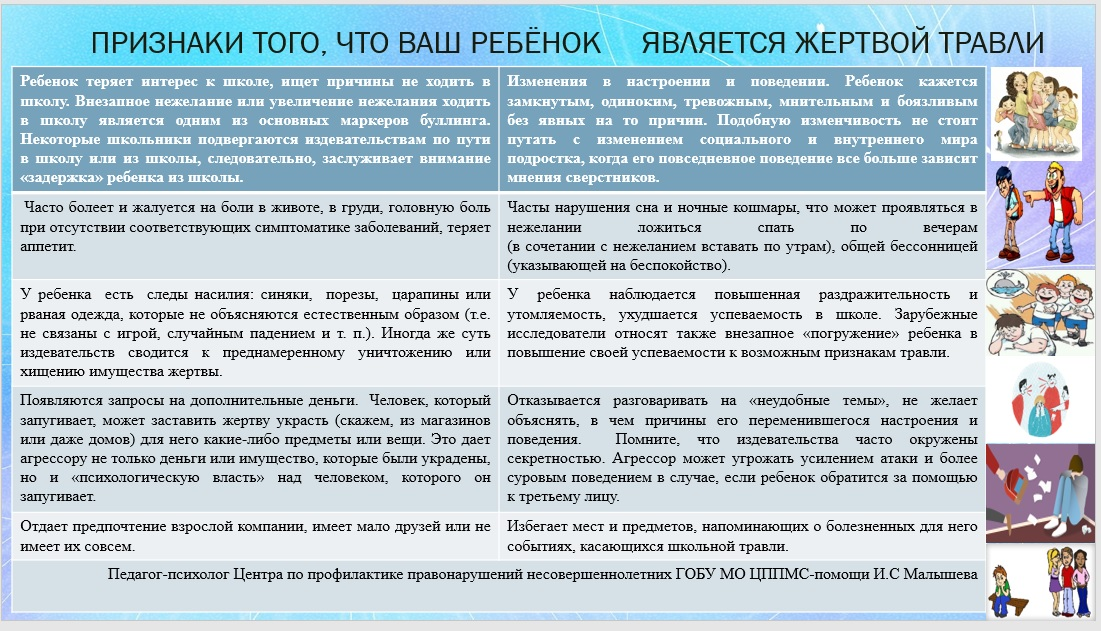 ПРИЗНАКИ ТОГО, ЧТО ВАШ РЕБЁНОК ЯВЛЯЕТСЯ ЖЕРТВОЙ ТРАВЛИ
Ребенок теряет интерес к школе, ищет причины не ходить в
школу. Внезапное нежелание или увеличение нежелания ходить
в школу является одним из основных маркеров буллинга.
Некоторые школьники подвергаются издевательствам по пути
в школу или из школы, следовательно, заслуживает внимание
«задержка» ребенка из школы.
Изменения в настроении и поведении. Ребенок кажется
замкнутым, одиноким, тревожным, мнительным и боязливым
без явных на то причин. Подобную изменчивость не стоит
путать с изменением социального и внутреннего мира
подростка, когда его повседневное поведение все больше зависит
мнения сверстников.
Часто болеет и жалуется на боли в животе, в груди, головную боль
при отсутствии соответствующих симптоматике заболеваний, теряет
аппетит.
Часты нарушения сна и ночные кошмары, что может проявляться в
нежелании ложиться спать по вечерам
(в сочетании с нежеланием вставать по утрам), общей бессонницей
(указывающей на беспокойство).
У ребенка есть следы насилия: синяки, порезы, царапины или
рваная одежда, которые не объясняются естественным образом (т.е.
не связаны с игрой, случайным падением и т. п.). Иногда же суть
издевательств сводится к преднамеренному уничтожению или
хищению имущества жертвы.
У ребенка наблюдается повышенная раздражительность и
утомляемость, ухудшается успеваемость в школе. Зарубежные
исследователи относят также внезапное «погружение» ребенка в
повышение своей успеваемости к возможным признакам травли.
Появляются запросы на дополнительные деньги. Человек, который
запугивает, может заставить жертву украсть (скажем, из магазинов
или даже домов) для него какие-либо предметы или вещи. Это дает
агрессору не только деньги или имущество, которые были украдены,
но и «психологическую власть» над человеком, которого он
запугивает.
Отказывается разговаривать на «неудобные темы», не желает
объяснять, в чем причины его переменившегося настроения и
поведения. Помните, что издевательства часто окружены
секретностью. Агрессор может угрожать усилением атаки и более
суровым поведением в случае, если ребенок обратится за помощью
к третьему лицу.
Отдает предпочтение взрослой компании, имеет мало друзей или не
имеет их совсем.
Избегает мест и предметов, напоминающих о болезненных для него
событиях, касающихся школьной травли.
Педагог-психолог Центра по профилактике правонарушений несовершеннолетних ГОБУ МО ЦППМС-помощи И.С Малышева